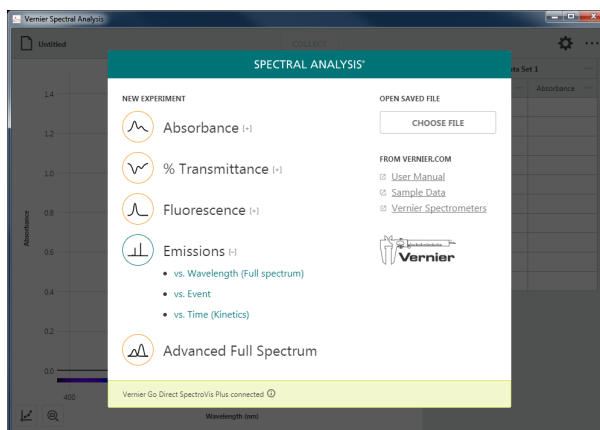 Vernier Spectral Analysis
Untitled
COLLECT
SPECTRAL ANALYSIS®
NEW EXPERIMENT
Absorbance [+]
% Transmittance [+]
Fluorescence [+]
Emissions [-]
• vs. Wavelength (Full spectrum)
• vs. Event
• vs. Time (Kinetics)
Advanced Full Spectrum
OPEN SAVED FILE
CHOOSE FILE
FROM VERNIER.COM
User Manual
Sample Data
Vernier Spectrometers
Vernier
Vernier Go Direct SpectroVis Plus connected
Set 1
Absorbance
Absorbance
1.4
1.2
1.0
0.8
0.6
0.4
0.2
0.0
400
Wavelength (nm)